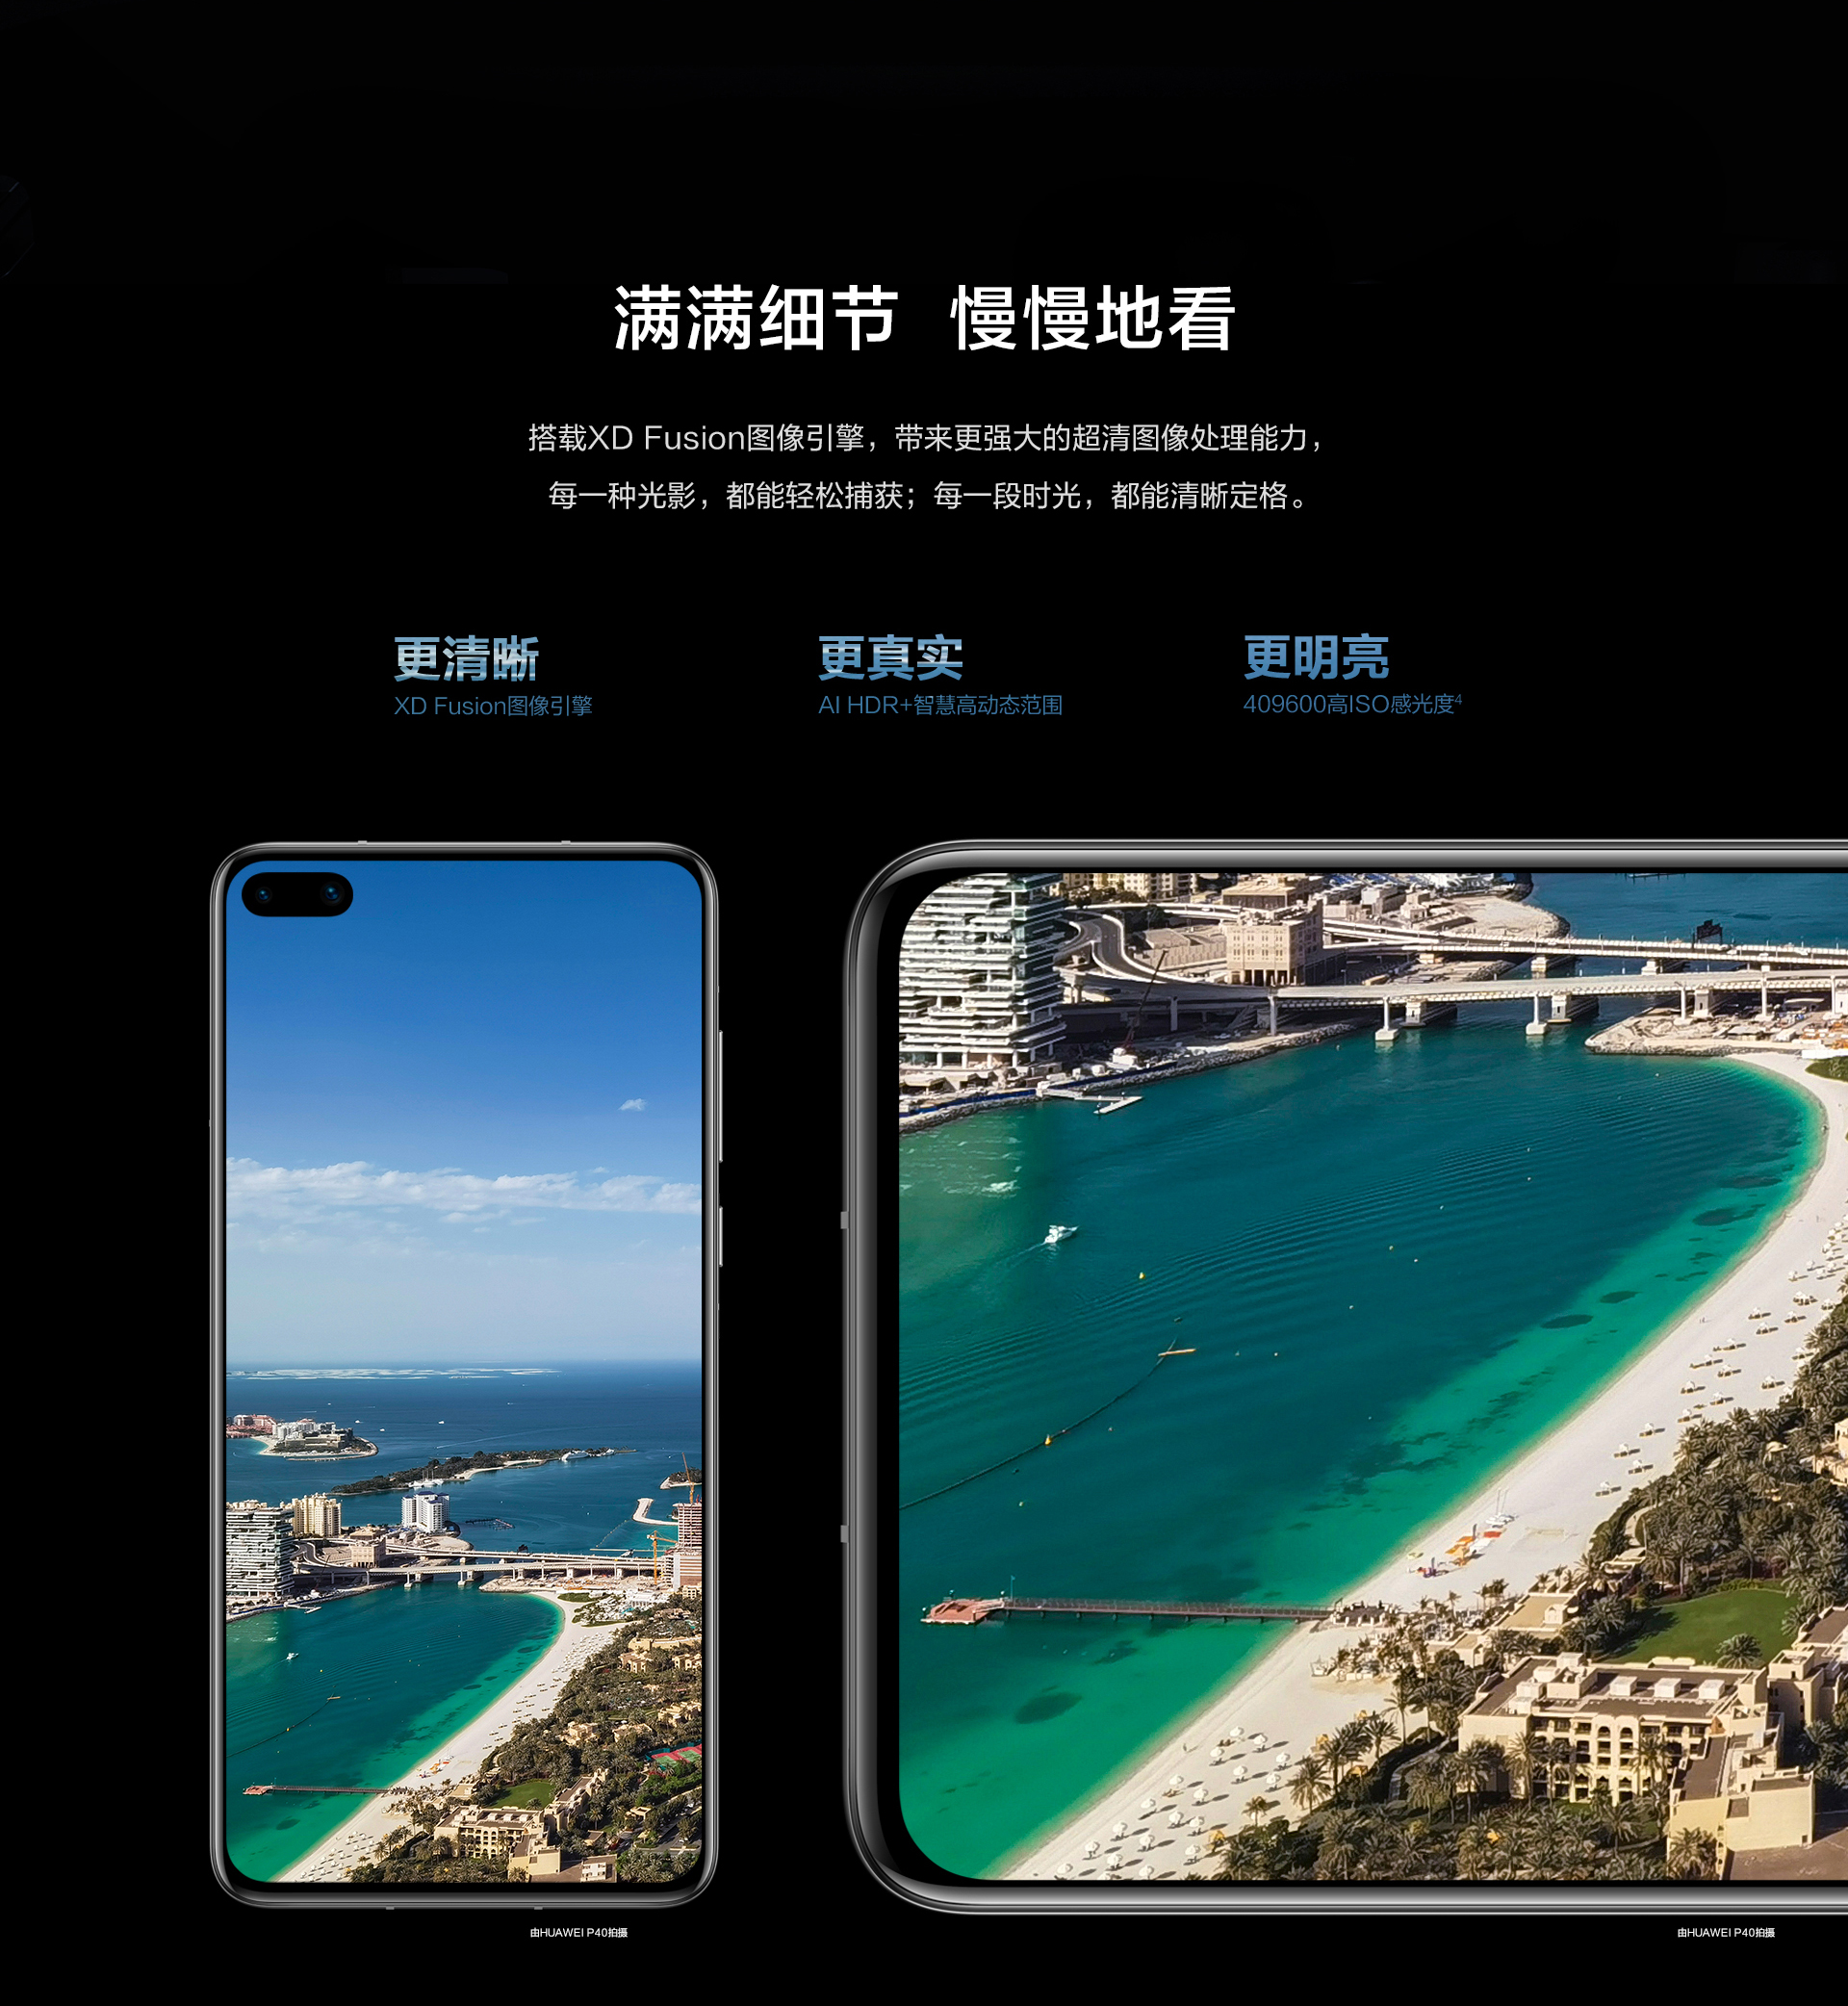 满满细节 慢慢地看
搭载XD Fusion图像引擎，带来更强大的超清图像处理能力，
每一种光影，都能轻松捕获；每一段时光，都能清晰定格。
更清晰
XD Fusion图像引擎
更真实
AI HDR+智慧高动态范围
更明亮
409600高ISO感光度⁴
由HUAWEI P40拍摄
由HUAWEI P40拍摄